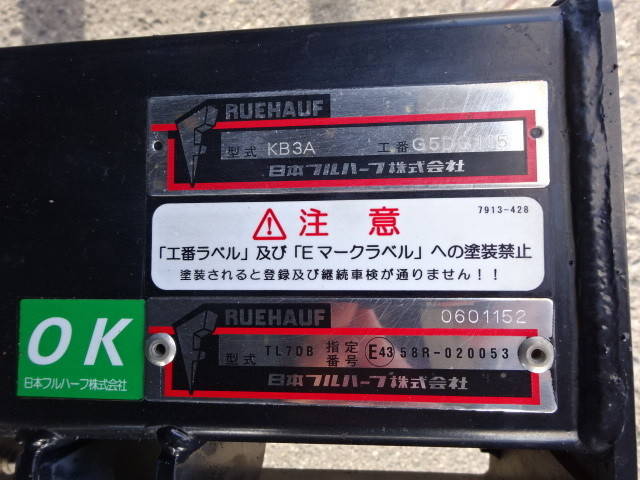 RUEHAUF
型式 KB3A 工番
日本フルハーフ株式会社
7913-428
注意
「工番ラベル」及び「Eマークラベル」への塗装禁止
塗装されると登録及び継続車検が通りません!!
OK
日本フルハーフ株式会社
RUEHAUF 0601152
型式 TL70B 指定番号 E43 58R-020053
日本フルハーフ株式会社